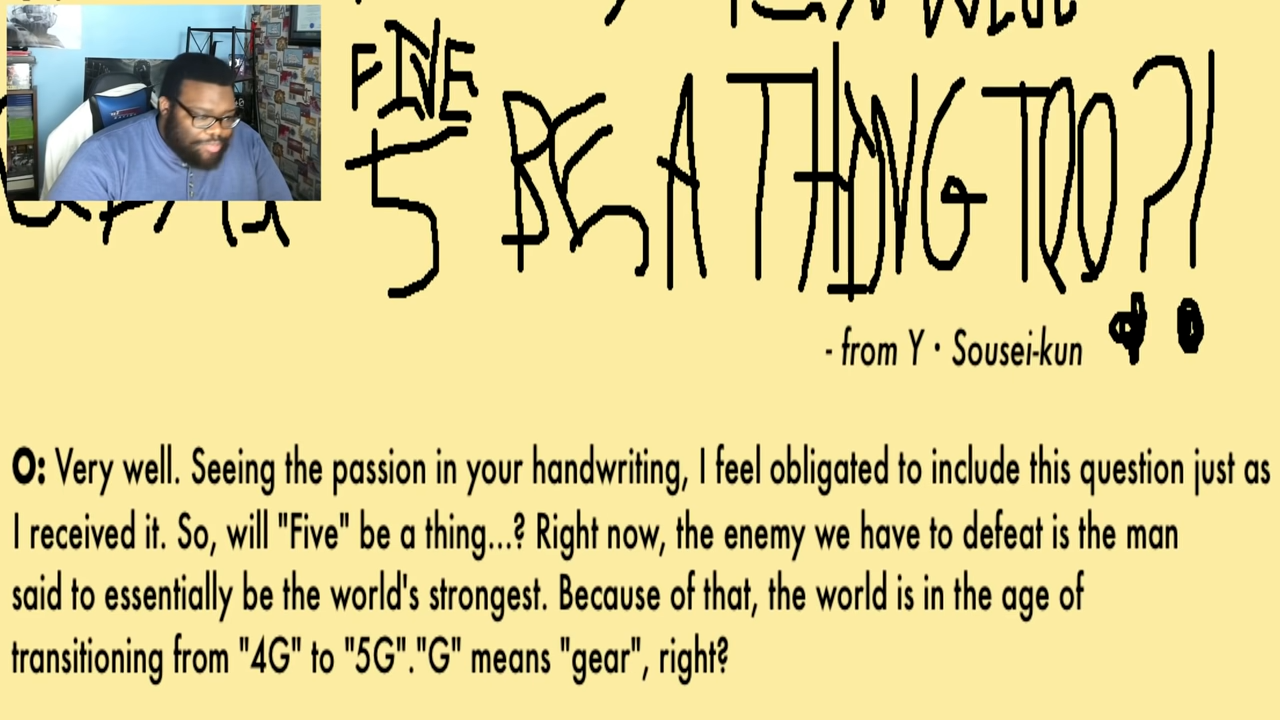 FIVE
5 BE A THING TOO?!
- from Y · Sousei-kun
O: Very well. Seeing the passion in your handwriting, I feel obligated to include this question just as
I received it. So, will "Five" be a thing...? Right now, the enemy we have to defeat is the man
said to essentially be the world's strongest. Because of that, the world is in the age of
transitioning from "4G" to "5G"."G" means "gear", right?